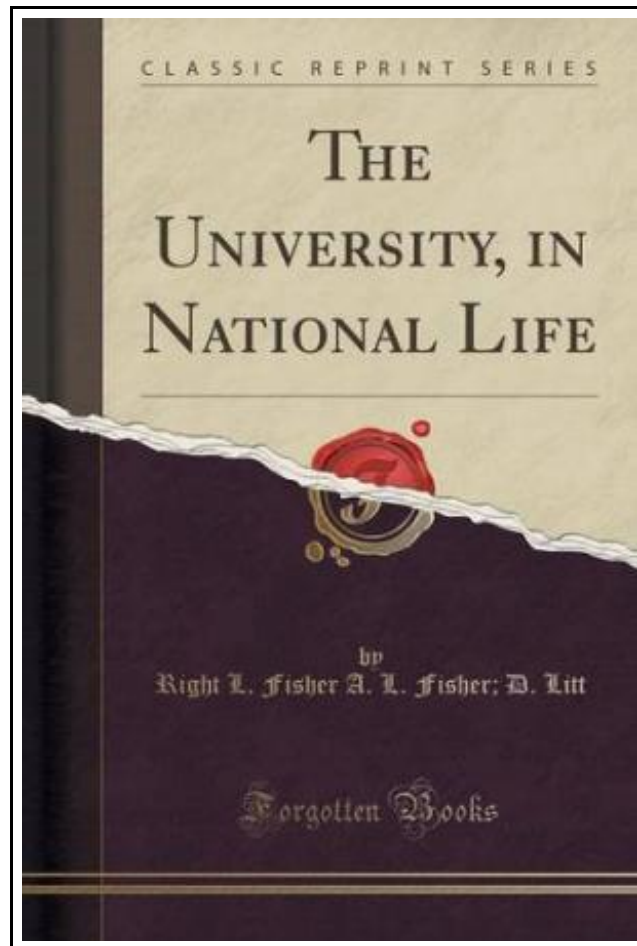 CLASSIC REPRINT SERIES
THE
UNIVERSITY, IN
NATIONAL LIFE
by
Right L. Fisher A. L. Fisher; D. Litt
Forgotten Books